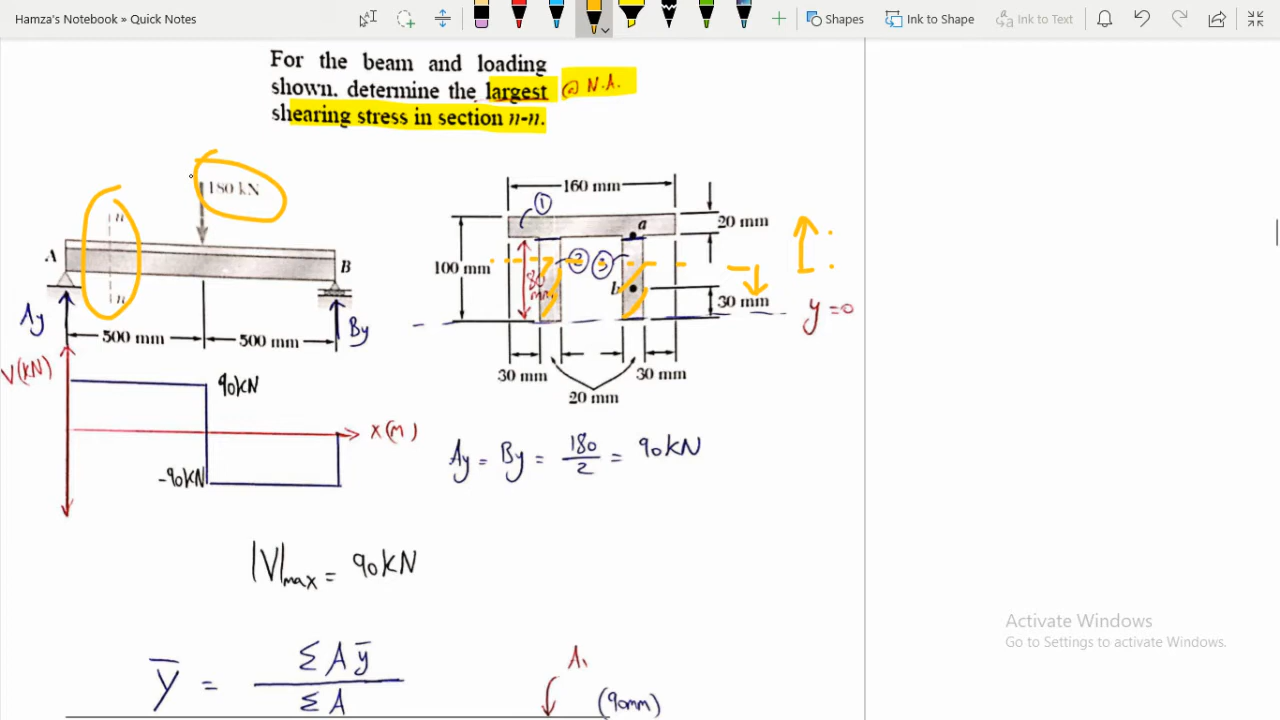 Hamza's Notebook » Quick Notes
Shapes
Ink to Shape
Ink to Text
For the beam and loading
shown. determine the largest @ N.A.
shearing stress in section n-n.
180 kN
n
n
A
B
Ay
By
500 mm
500 mm
160 mm
1
a
20 mm
100 mm
80 mm
2
3
b
30 mm
y=0
30 mm
30 mm
20 mm
V(kN)
90kN
X(M)
-90kN
Ay = By = 180/2 = 90kN
|V|max = 90kN
ȳ = ΣAȳ / ΣA
(90mm)
Activate Windows
Go to Settings to activate Windows.